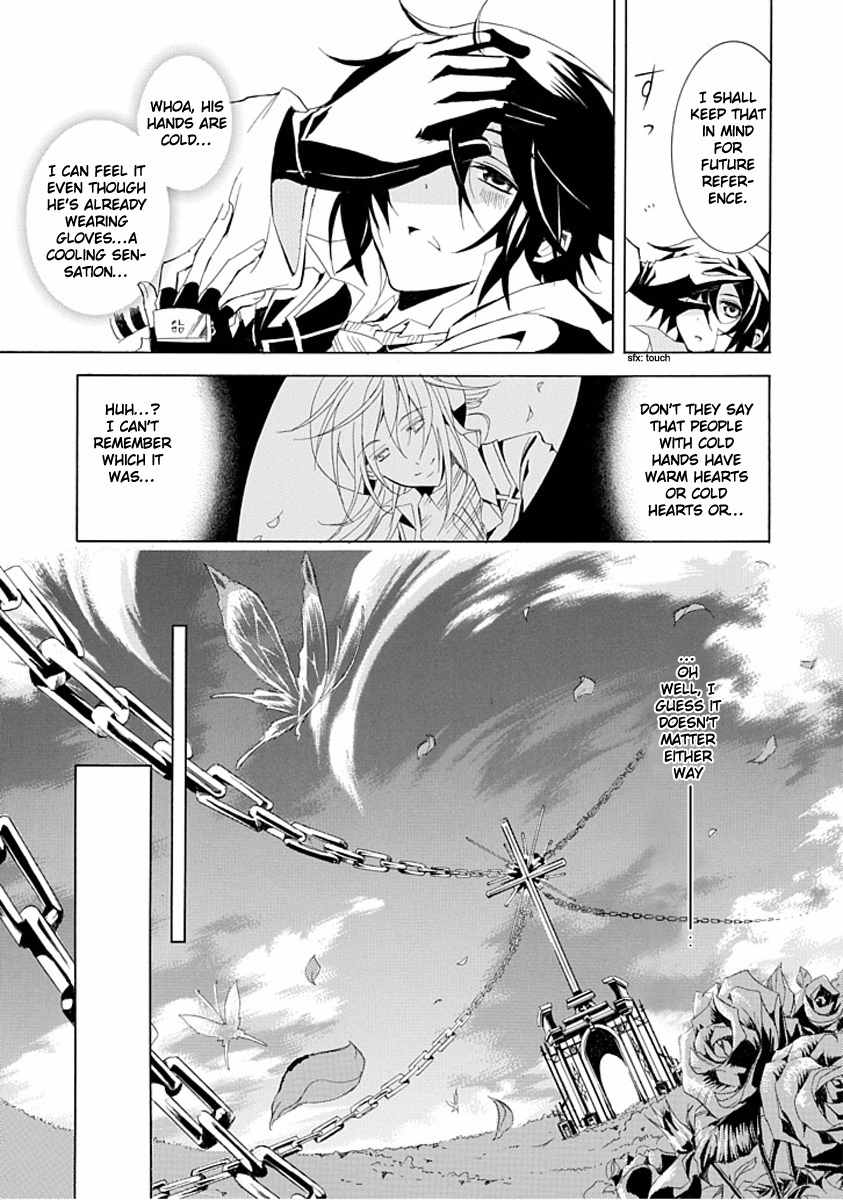 I SHALL
KEEP THAT
IN MIND
FOR
FUTURE
REFER-
ENCE.
すっ
sfx: touch
WHOA, HIS
HANDS ARE
COLD...
I CAN FEEL IT
EVEN THOUGH
HE'S ALREADY
WEARING
GLOVES...A
COOLING SEN-
SATION...
DON'T THEY SAY
THAT PEOPLE
WITH COLD
HANDS HAVE
WARM HEARTS
OR COLD
HEARTS OR...
HUH...?
I CAN'T
REMEMBER
WHICH IT
WAS...
...
OH
WELL, I
GUESS IT
DOESN'T
MATTER
EITHER
WAY
...